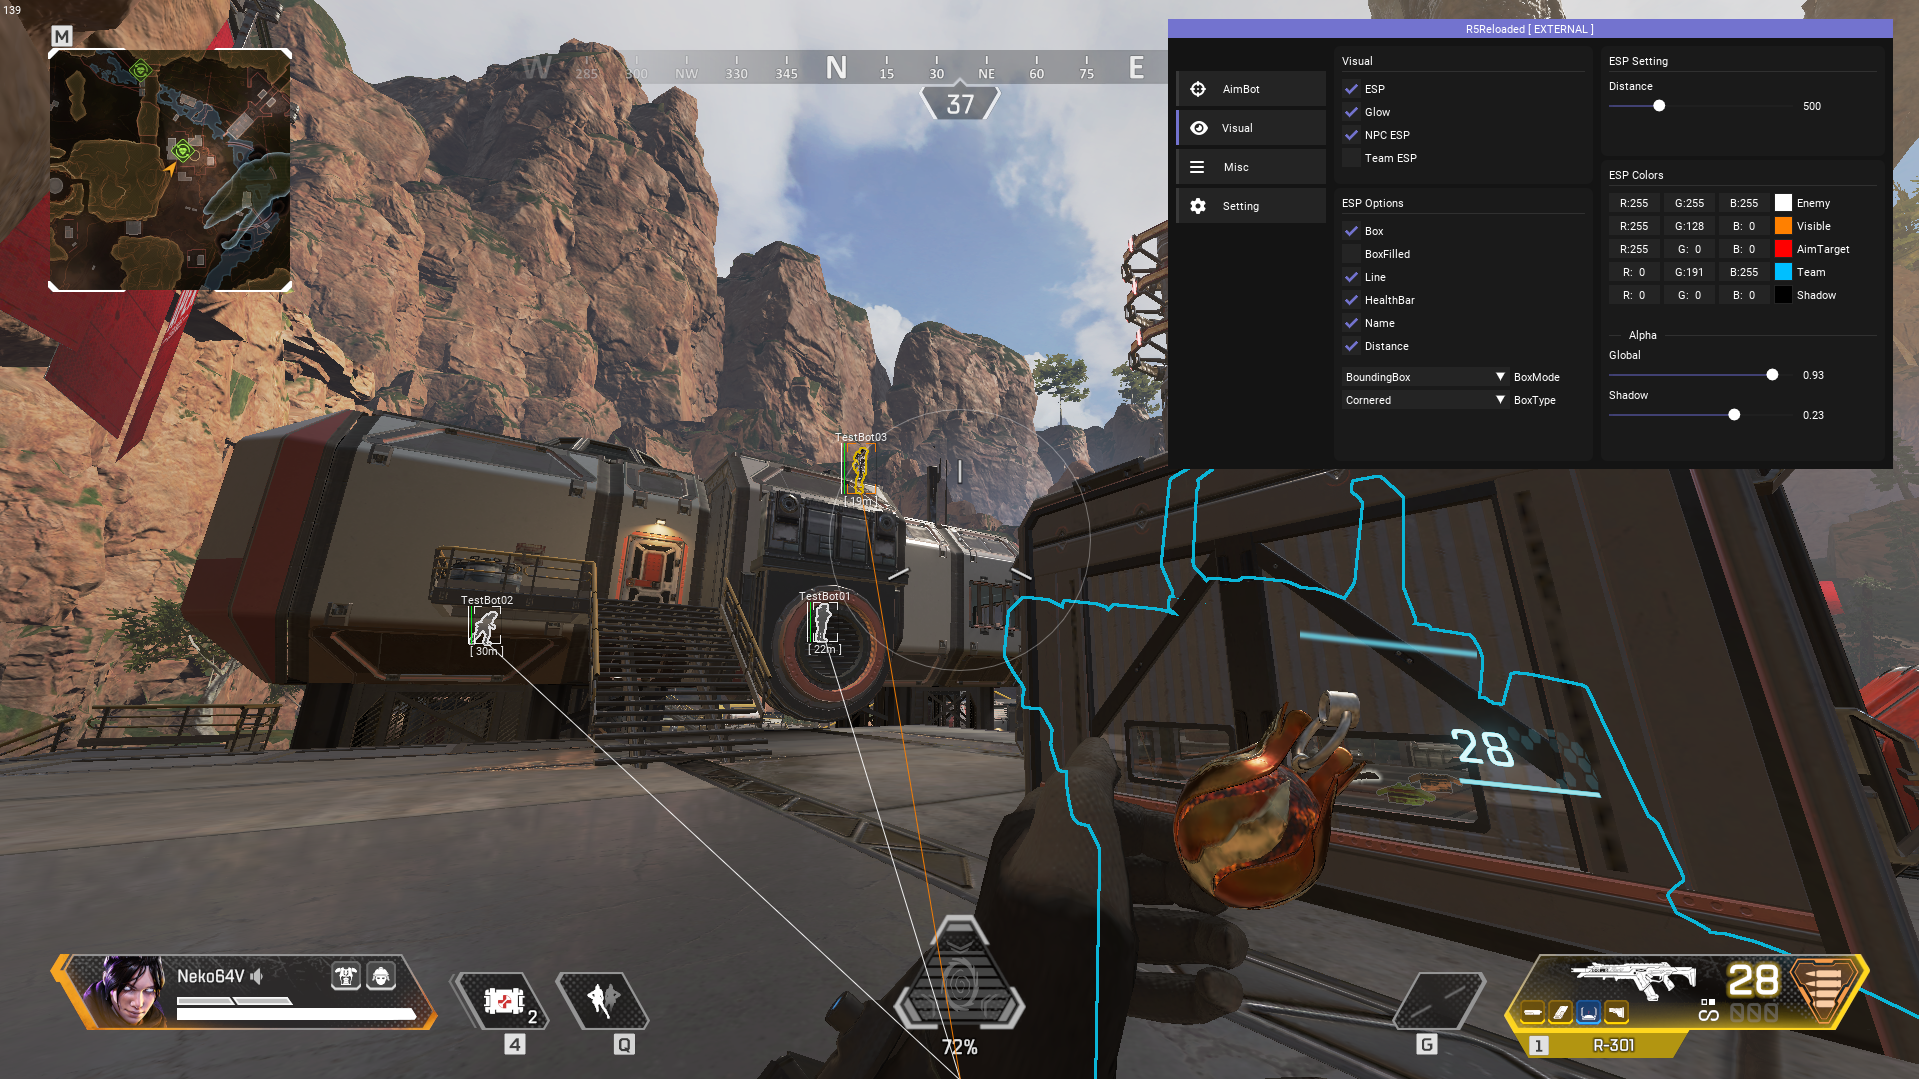 139
M
W 285 300 NW 330 345 N 15 30 NE 60 75 E
37
R5Reloaded [ EXTERNAL ]
AimBot
Visual
Misc
Setting
Visual
ESP
Glow
NPC ESP
Team ESP
ESP Options
Box
BoxFilled
Line
HealthBar
Name
Distance
BoundingBox BoxMode
Cornered BoxType
ESP Setting
Distance
500
ESP Colors
R:255 G:255 B:255 Enemy
R:255 G:128 B: 0 Visible
R:255 G: 0 B: 0 AimTarget
R: 0 G:191 B:255 Team
R: 0 G: 0 B: 0 Shadow
Alpha
Global
0.93
Shadow
0.23
TestBot03
[ 19m ]
TestBot02
[ 30m ]
TestBot01
[ 22m ]
28
Neko64V
2
4
Q
72%
G
28
000
1 R-301